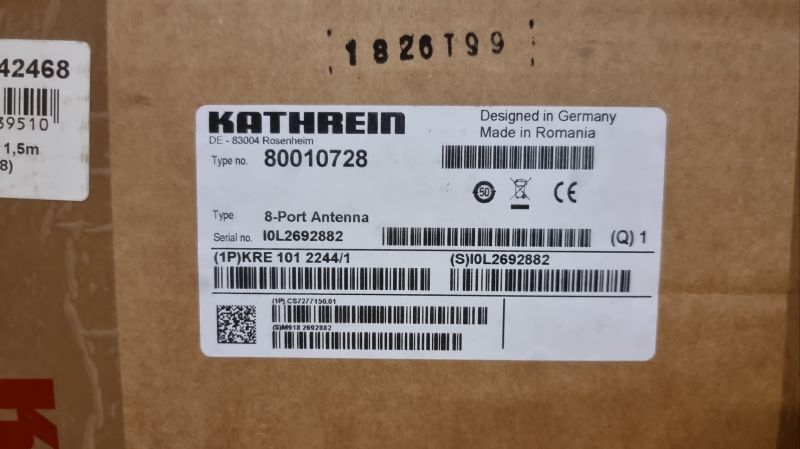 1826T99
42468
39510
1,5m
8)
KATHREIN
DE - 83004 Rosenheim
Designed in Germany
Made in Romania
Type no. 80010728
50
CE
Type 8-Port Antenna
Serial no. I0L2692882
(Q) 1
(1P)KRE 101 2244/1
(S)I0L2692882
(1P) CS7277150.01
(S)M918 2692882
K